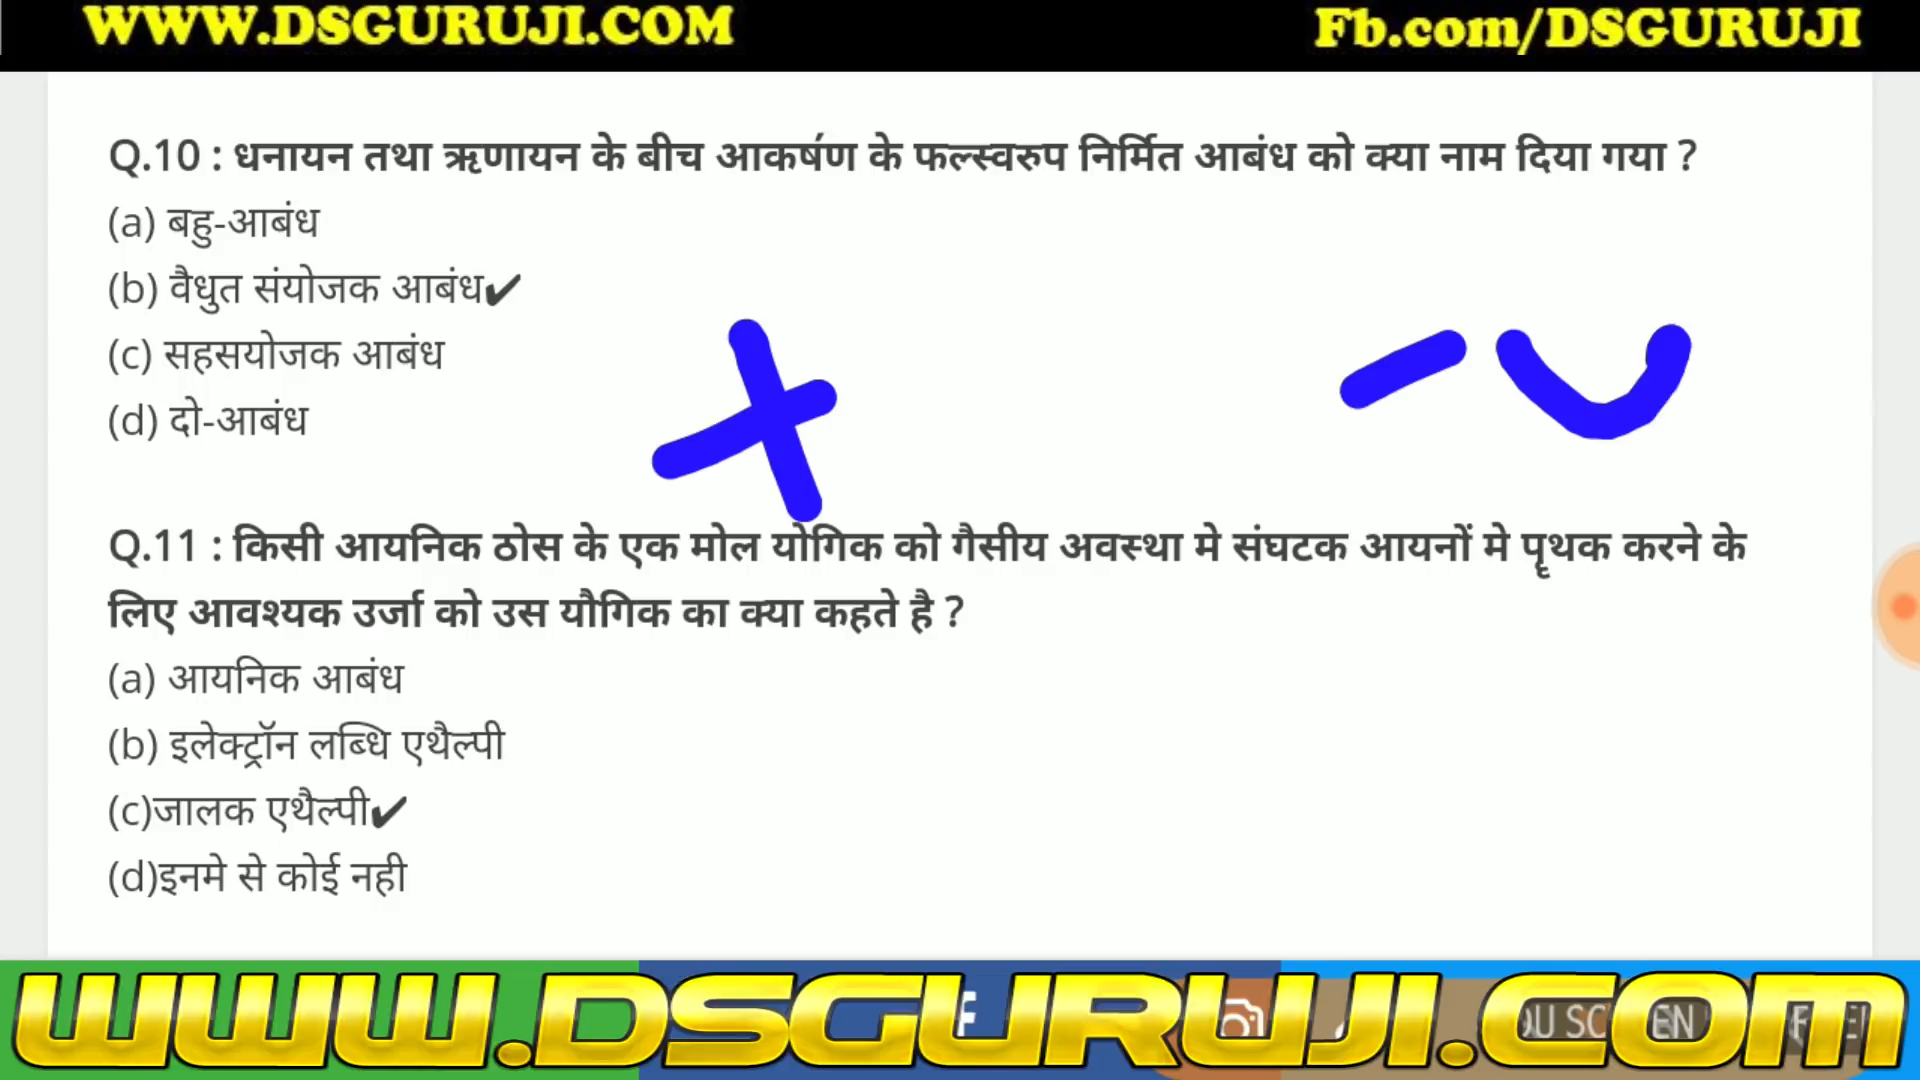 WWW.DSGURUJI.COM
Fb.com/DSGURUJI
Q.10 : धनायन तथा ऋणायन के बीच आकर्षंण के फल्स्वरुप निर्मित आबंध को क्या नाम दिया गया ?
(a) बहु-आबंध
(b) वैधुत संयोजक आबंध✔
(c) सहसयोजक आबंध
(d) दो-आबंध
Q.11 : किसी आयनिक ठोस के एक मोल योगिक को गैसीय अवस्था मे संघटक आयनों मे पृृथक करने के
लिए आवश्यक उर्जा को उस यौगिक का क्या कहते है ?
(a) आयनिक आबंध
(b) इलेक्ट्रॉन लब्धि एथैल्पी
(c)जालक एथैल्पी✔
(d)इनमे से कोई नही
WWW.DSGURUJI.COM